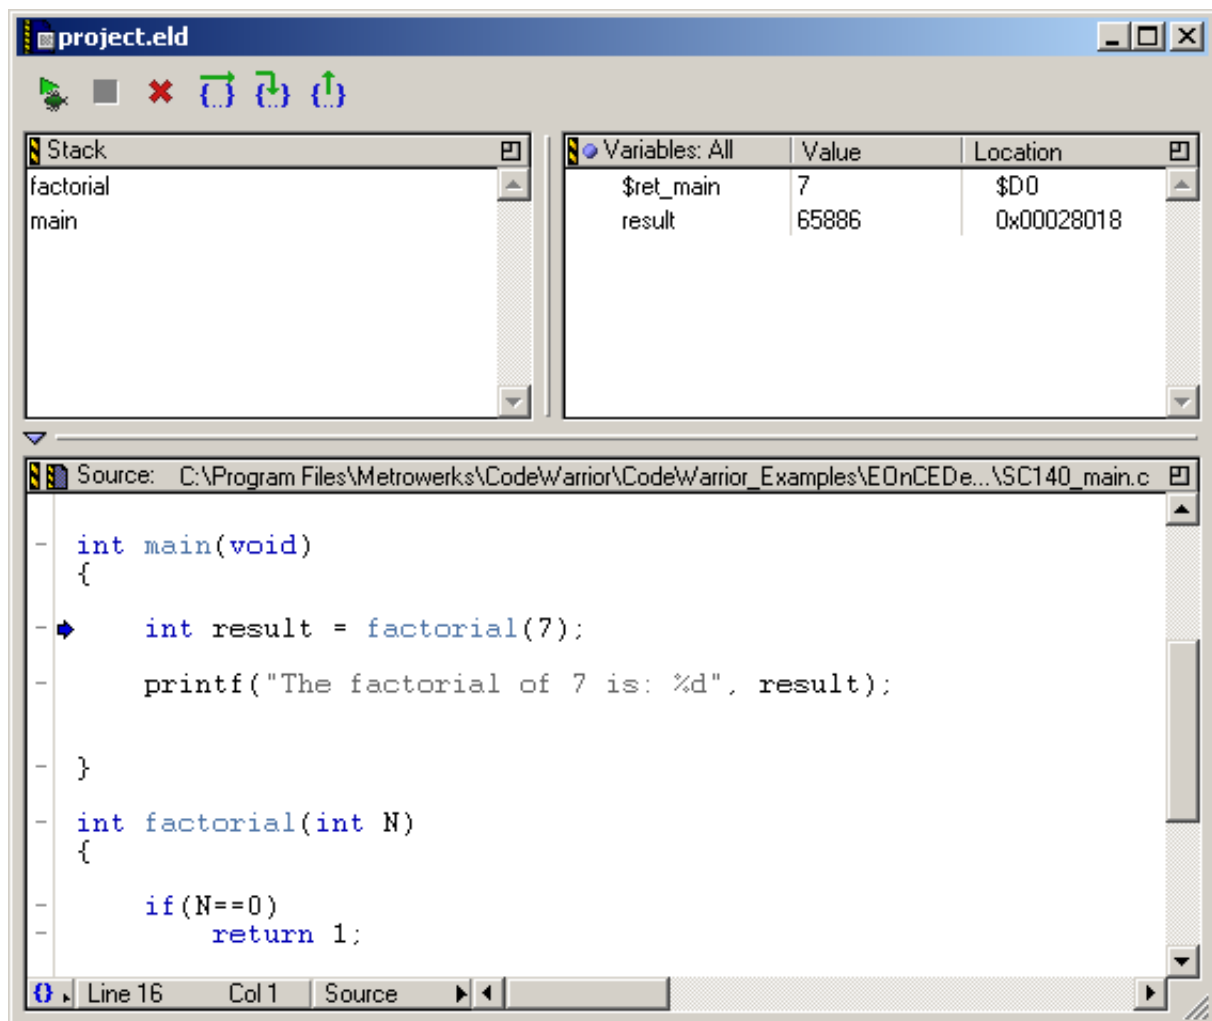 project.eld
Stack
factorial
main
Variables: All Value Location
$ret_main 7 $D0
result 65886 0x00028018
Source: C:\Program Files\Metrowerks\CodeWarrior\CodeWarrior_Examples\EOnCEDe...\SC140_main.c
int main(void)
{
int result = factorial(7);
printf("The factorial of 7 is: %d", result);
}
int factorial(int N)
{
if(N==0)
return 1;
Line 16 Col 1 Source